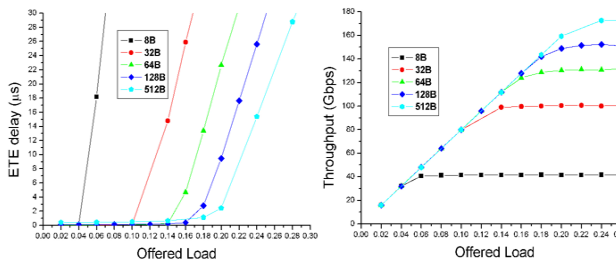 30
28
26
24
22
20
18
16
14
12
10
8
6
4
2
0
ETE delay (μs)
8B
32B
64B
128B
512B
0.00 0.02 0.04 0.06 0.08 0.10 0.12 0.14 0.16 0.18 0.20 0.22 0.24 0.26 0.28 0.30
Offered Load
180
160
140
120
100
80
60
40
20
0
Throughput (Gbps)
8B
32B
64B
128B
512B
0.00 0.02 0.04 0.06 0.08 0.10 0.12 0.14 0.16 0.18 0.20 0.22 0.24
Offered Load